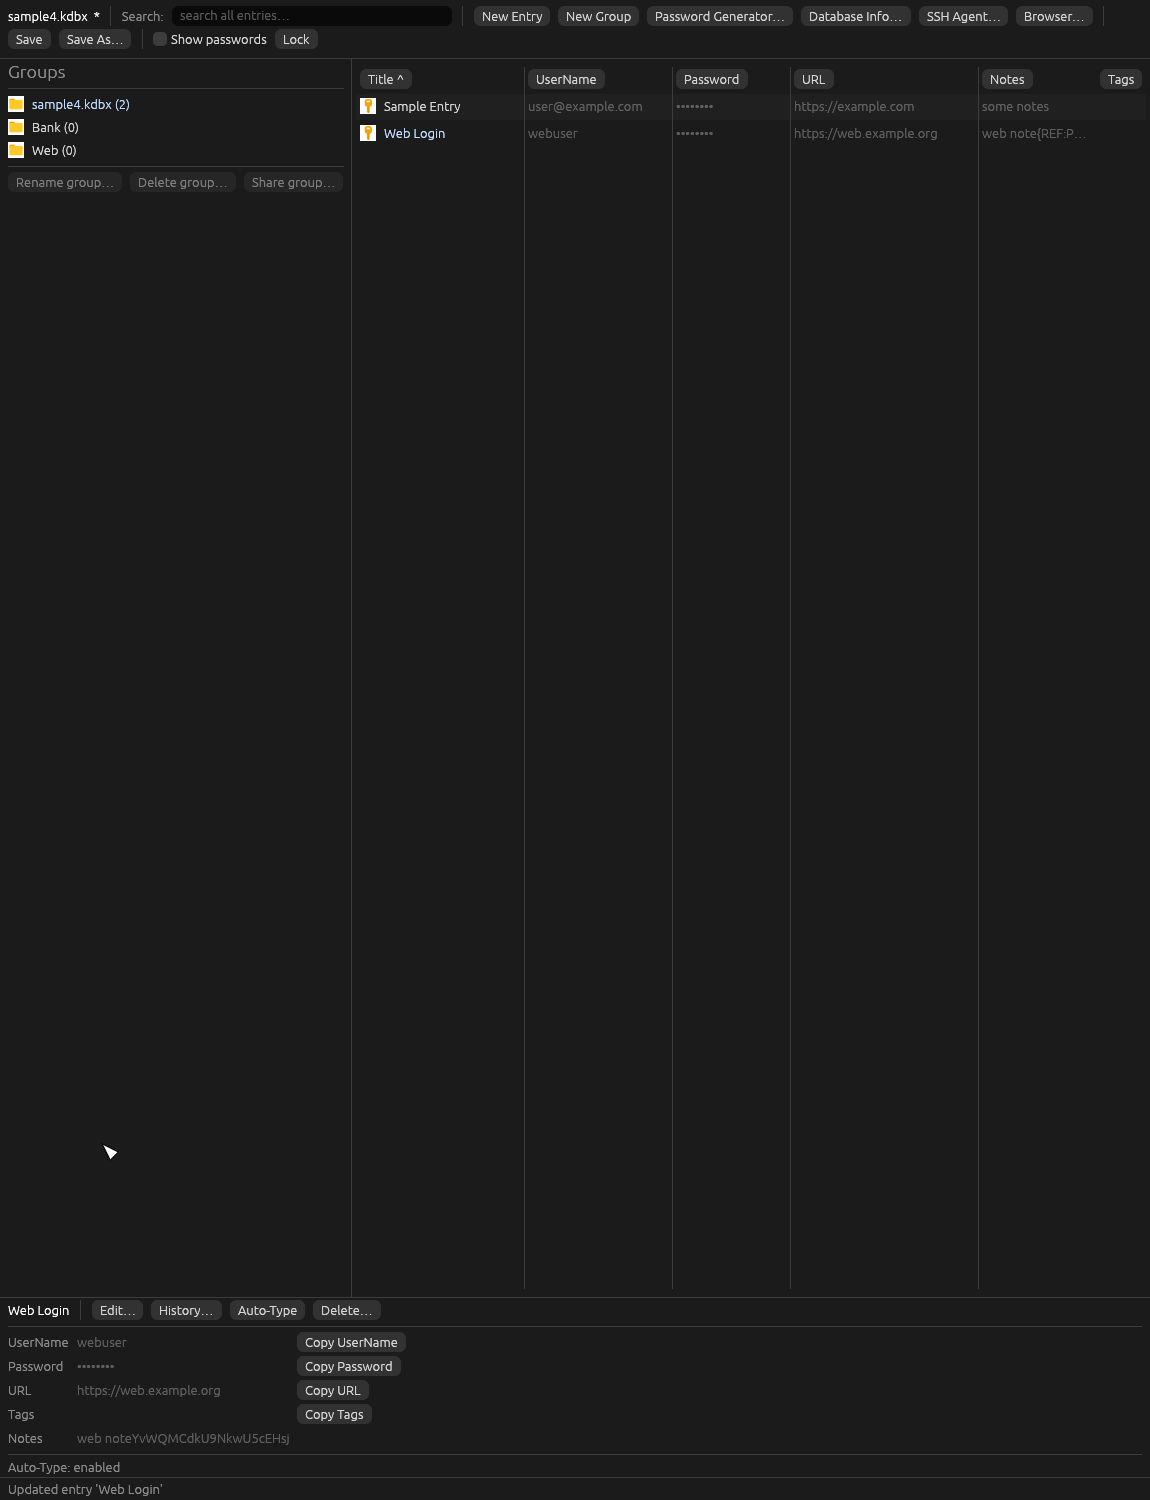 sample4.kdbx * Search: search all entries... New Entry New Group Password Generator... Database Info... SSH Agent... Browser...
Save Save As... Show passwords Lock
Groups
sample4.kdbx (2)
Bank (0)
Web (0)
Rename group... Delete group... Share group...
Title ^ UserName Password URL Notes Tags
Sample Entry user@example.com •••••••• https://example.com some notes
Web Login webuser •••••••• https://web.example.org web note{REF:P...
Web Login Edit... History... Auto-Type Delete...
UserName webuser Copy UserName
Password •••••••• Copy Password
URL https://web.example.org Copy URL
Tags Copy Tags
Notes web noteYvWQMCdkU9NkwU5cEHsj
Auto-Type: enabled
Updated entry 'Web Login'